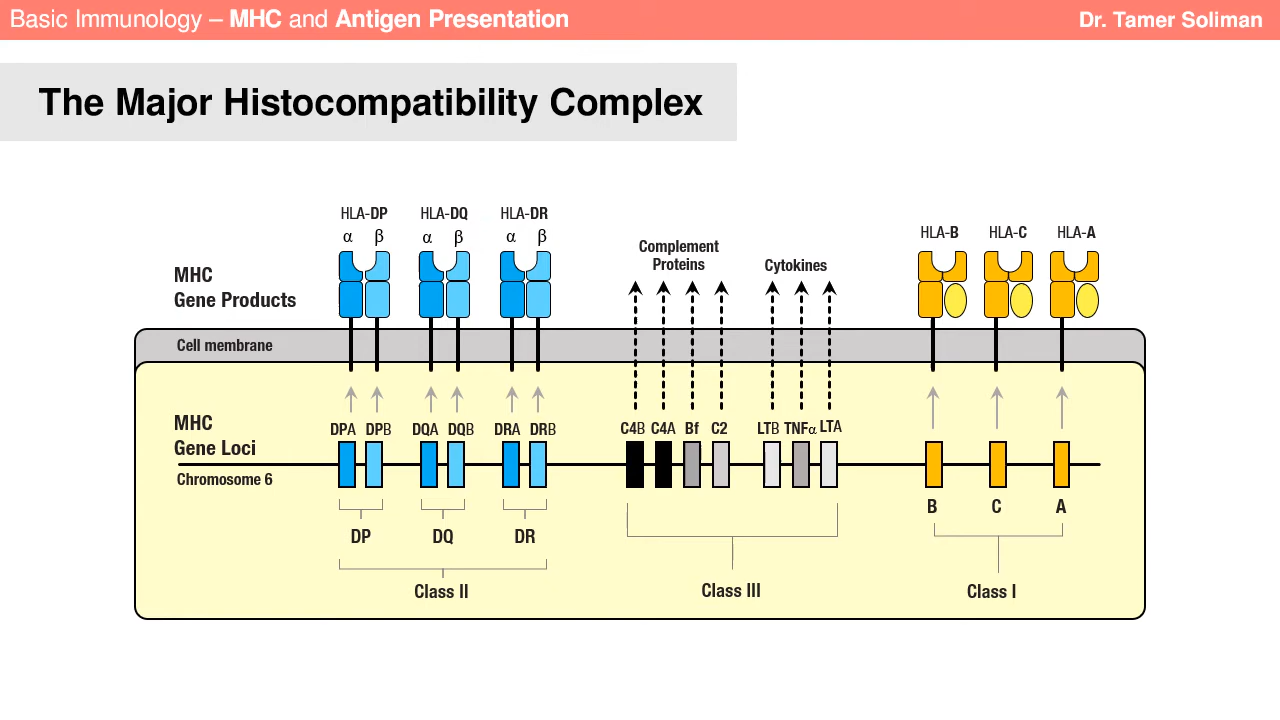 Basic Immunology – MHC and Antigen Presentation
Dr. Tamer Soliman
The Major Histocompatibility Complex
HLA-DP HLA-DQ HLA-DR
α β α β α β
HLA-B HLA-C HLA-A
Complement
Proteins
Cytokines
MHC
Gene Products
Cell membrane
MHC
Gene Loci
Chromosome 6
DPA DPB DQA DQB DRA DRB C4B C4A Bf C2 LTB TNFα LTA
B C A
DP DQ DR
Class II Class III Class I